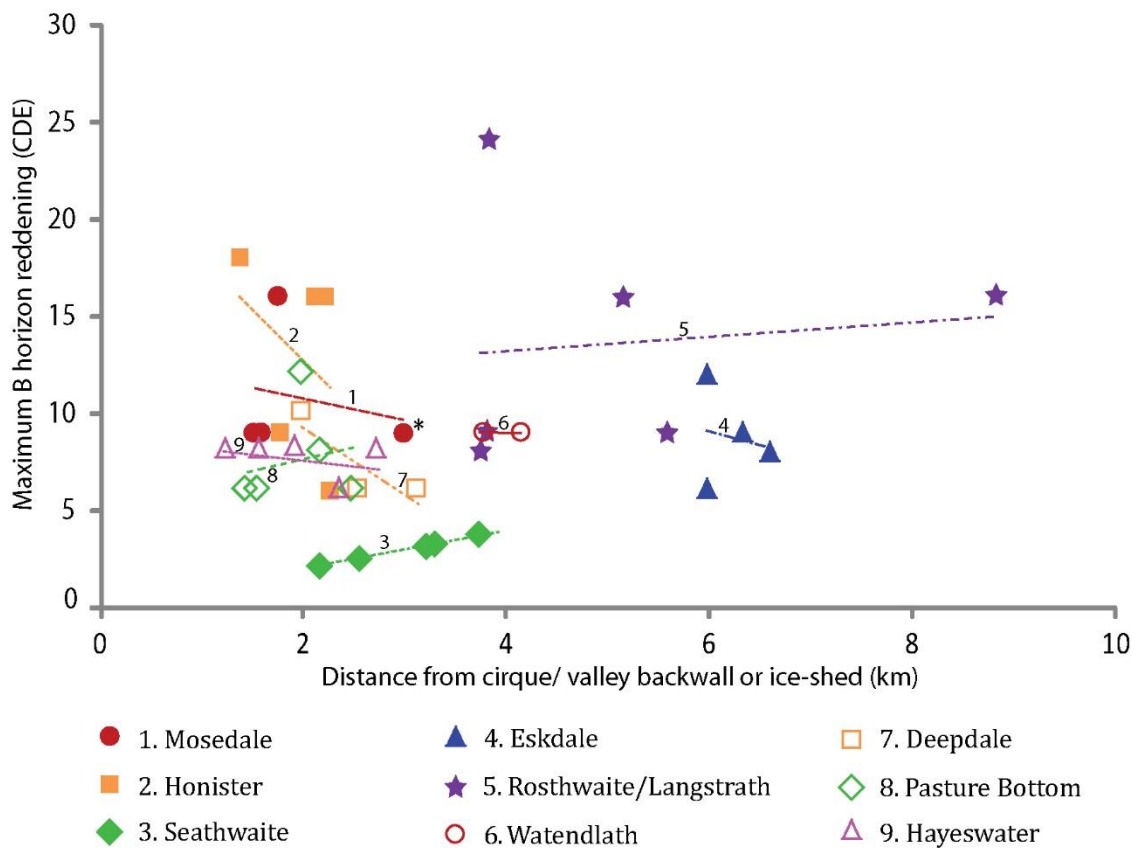 Maximum B horizon reddening (CDE)
30
25
20
15
10
5
0
2
1
*
9
8
7
3
5
6
4
0 2 4 6 8 10
Distance from cirque/ valley backwall or ice-shed (km)
1. Mosedale 4. Eskdale 7. Deepdale
2. Honister 5. Rosthwaite/Langstrath 8. Pasture Bottom
3. Seathwaite 6. Watendlath 9. Hayeswater